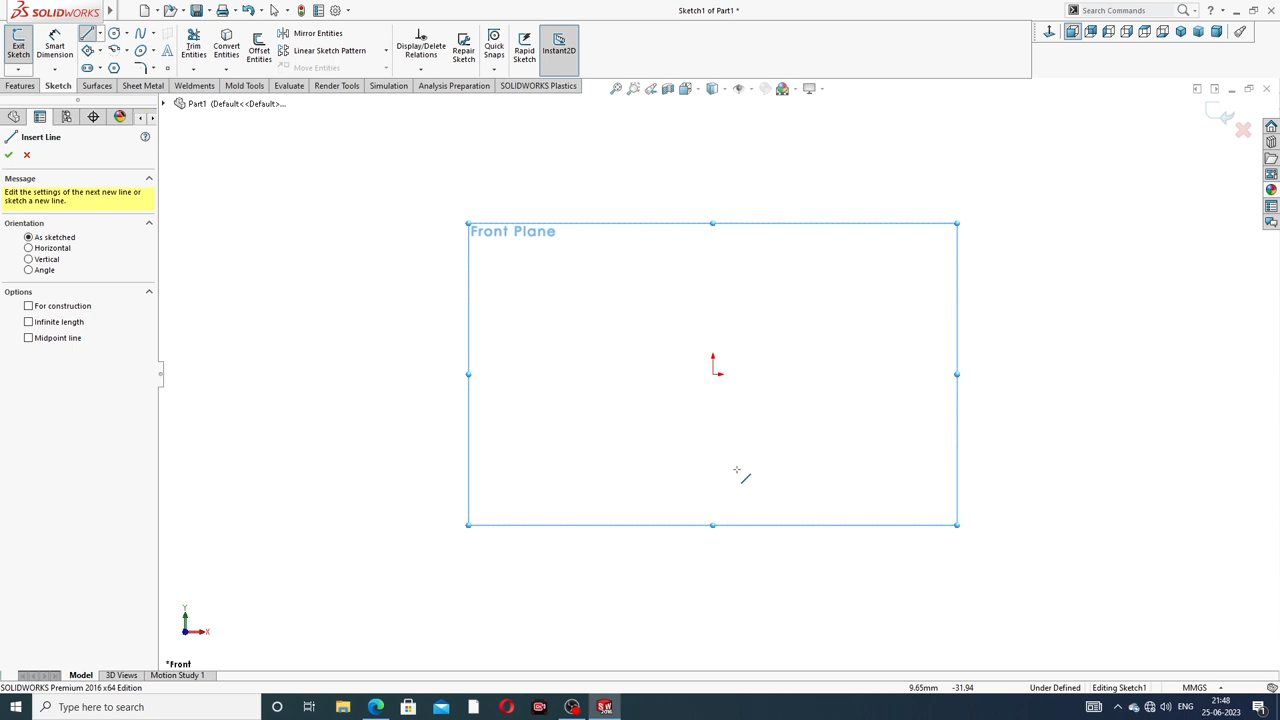 SOLIDWORKS
Sketch1 of Part1 *
Search Commands
Exit Sketch
Smart Dimension
Trim Entities
Convert Entities
Offset Entities
Mirror Entities
Linear Sketch Pattern
Move Entities
Display/Delete Relations
Repair Sketch
Quick Snaps
Rapid Sketch
Instant2D
Features Sketch Surfaces Sheet Metal Weldments Mold Tools Render Tools Simulation Evaluate Analysis Preparation SOLIDWORKS Plastics
Part1 (Default<<Default>...
Insert Line
Message
Edit the settings of the next new line or
sketch a new line.
Orientation
As sketched
Horizontal
Vertical
Angle
Options
For construction
Infinite length
Midpoint line
Front Plane
Y
X
*Front
Model 3D Views Motion Study 1
SOLIDWORKS Premium 2016 x64 Edition 9.65mm -31.94 Under Defined Editing Sketch1 MMGS
Type here to search
ENG
21:48
25-06-2023